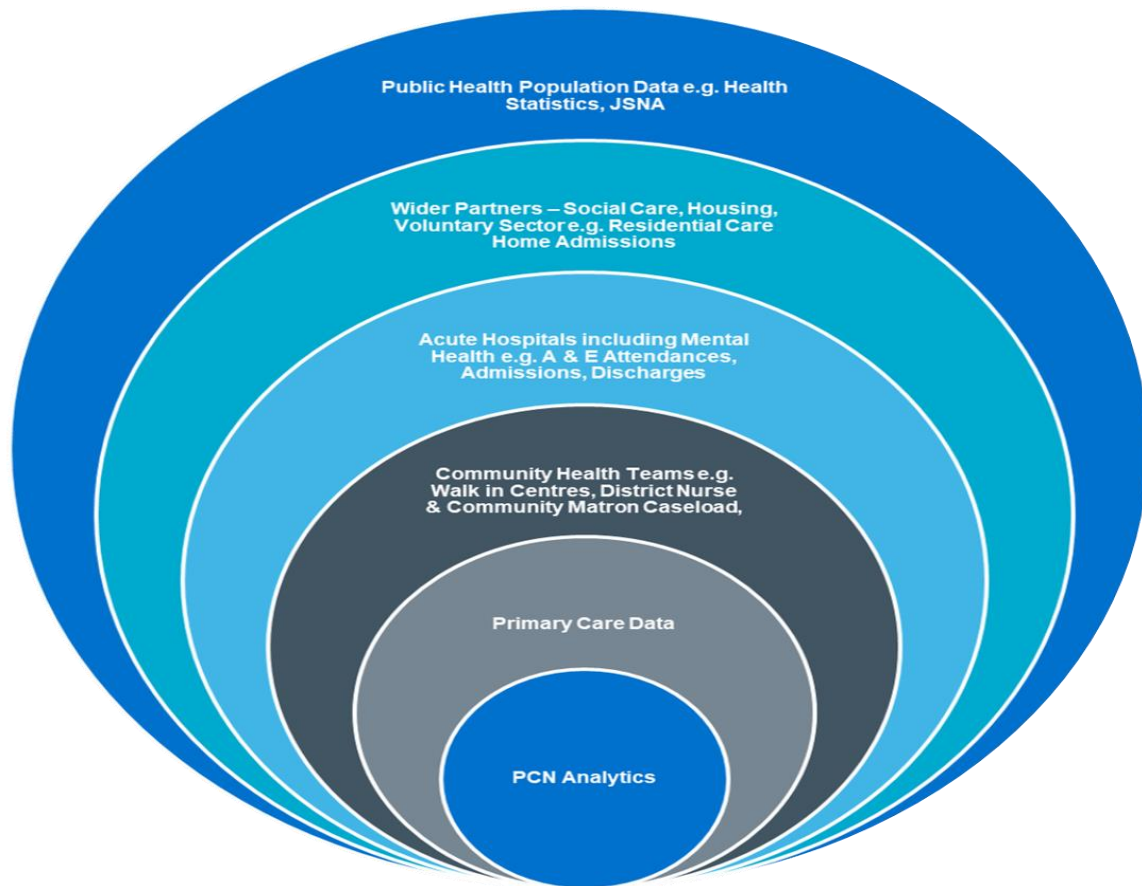 Public Health Population Data e.g. Health
Statistics, JSNA
Wider Partners – Social Care, Housing,
Voluntary Sector e.g. Residential Care
Home Admissions
Acute Hospitals including Mental
Health e.g. A & E Attendances,
Admissions, Discharges
Community Health Teams e.g.
Walk in Centres, District Nurse
& Community Matron Caseload,
Primary Care Data
PCN Analytics